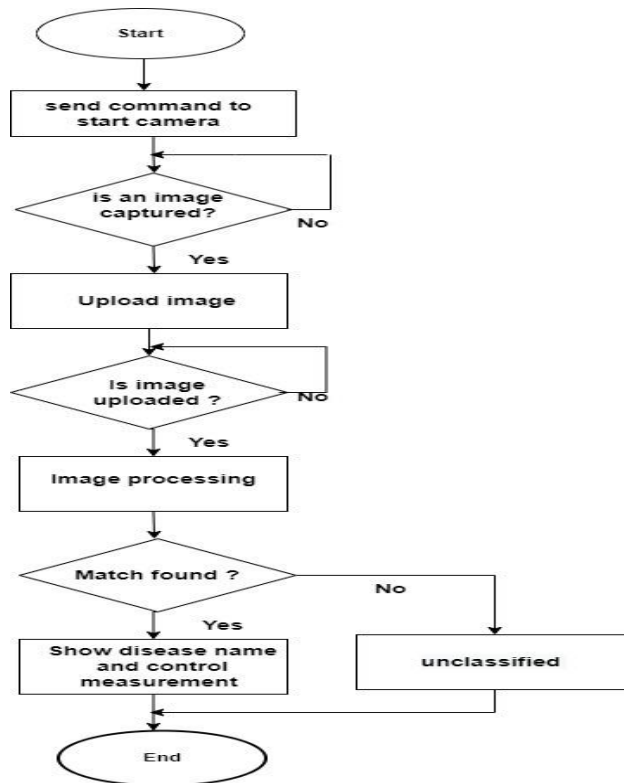 Start
send command to
start camera
is an image
captured?
No
Yes
Upload image
Is image
uploaded ?
No
Yes
Image processing
Match found ?
No
Yes
Show disease name
and control
measurement
unclassified
End